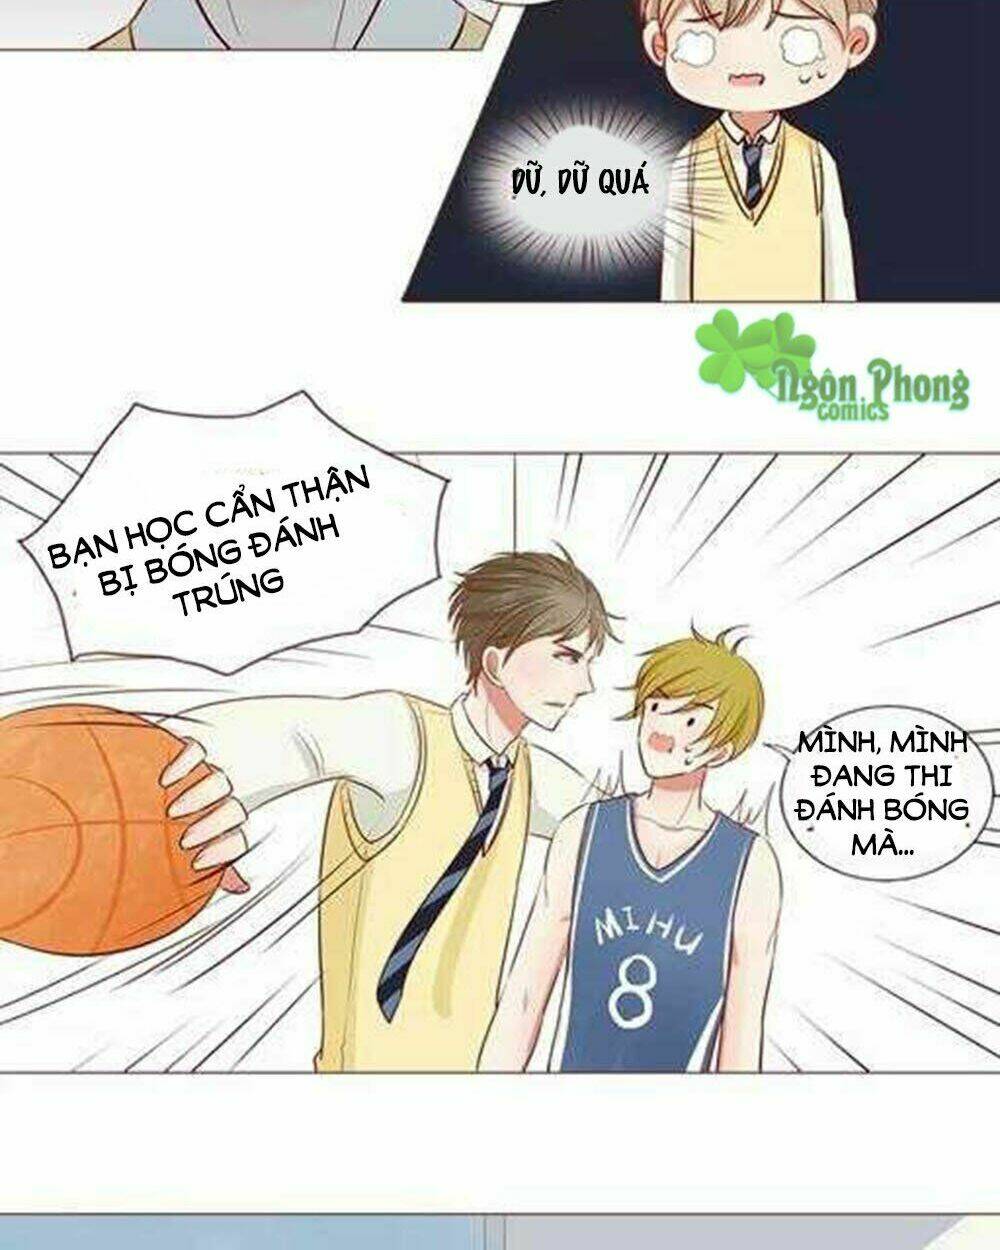 DỮ, DỮ QUÁ
Ngôn Phong
comics
BẠN HỌC CẨN THẬN
BỊ BÓNG ĐÁNH
TRÚNG
MÌNH, MÌNH
ĐANG THI
ĐÁNH BÓNG
MÀ...
MIHU
8